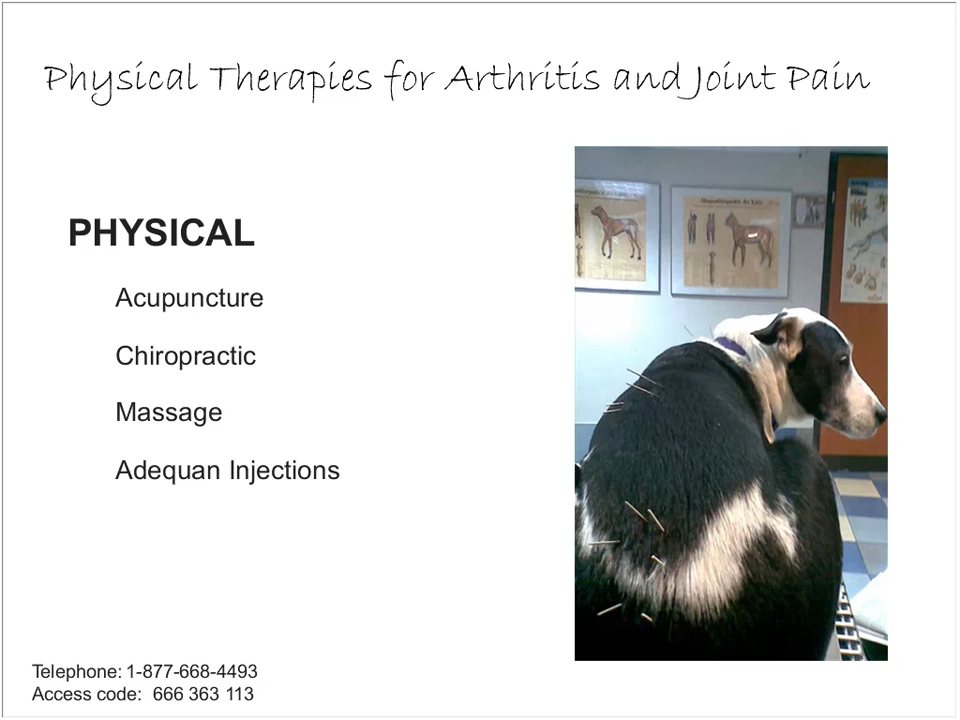 Physical Therapies for Arthritis and Joint Pain
PHYSICAL
Acupuncture
Chiropractic
Massage
Adequan Injections
Telephone: 1-877-668-4493
Access code: 666 363 113